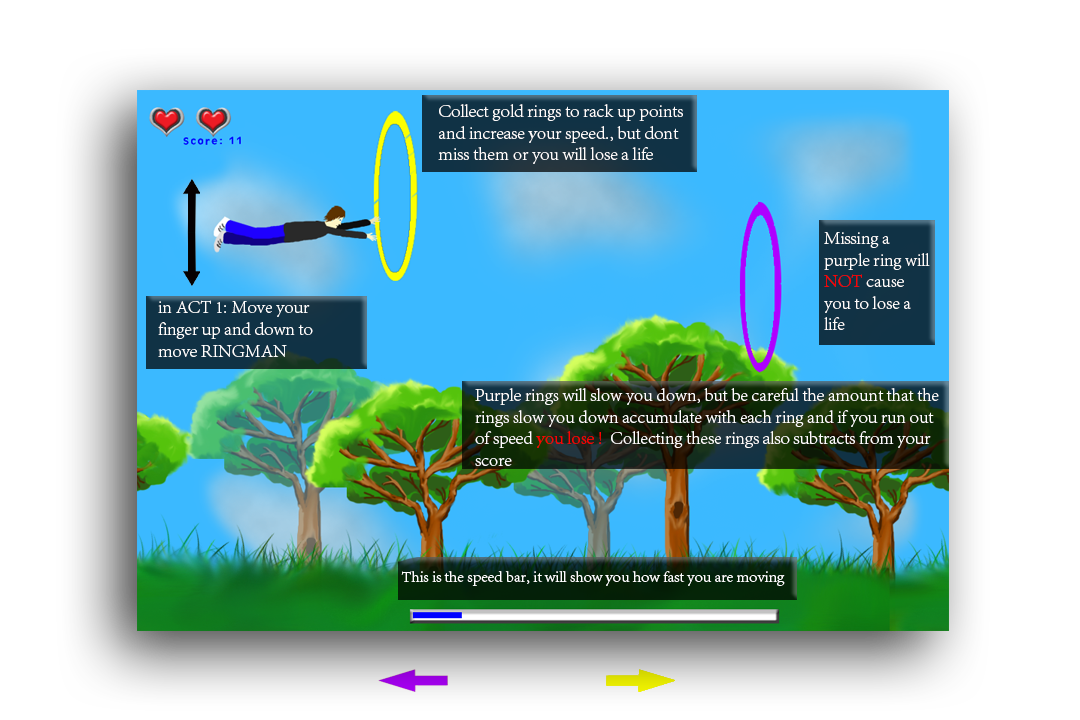 Collect gold rings to rack up points
and increase your speed., but dont
miss them or you will lose a life
Score: 11
Missing a
purple ring will
NOT cause
you to lose a
life
in ACT 1: Move your
finger up and down to
move RINGMAN
Purple rings will slow you down, but be careful the amount that the
rings slow you down accumulate with each ring and if you run out
of speed you lose ! Collecting these rings also subtracts from your
score
This is the speed bar, it will show you how fast you are moving